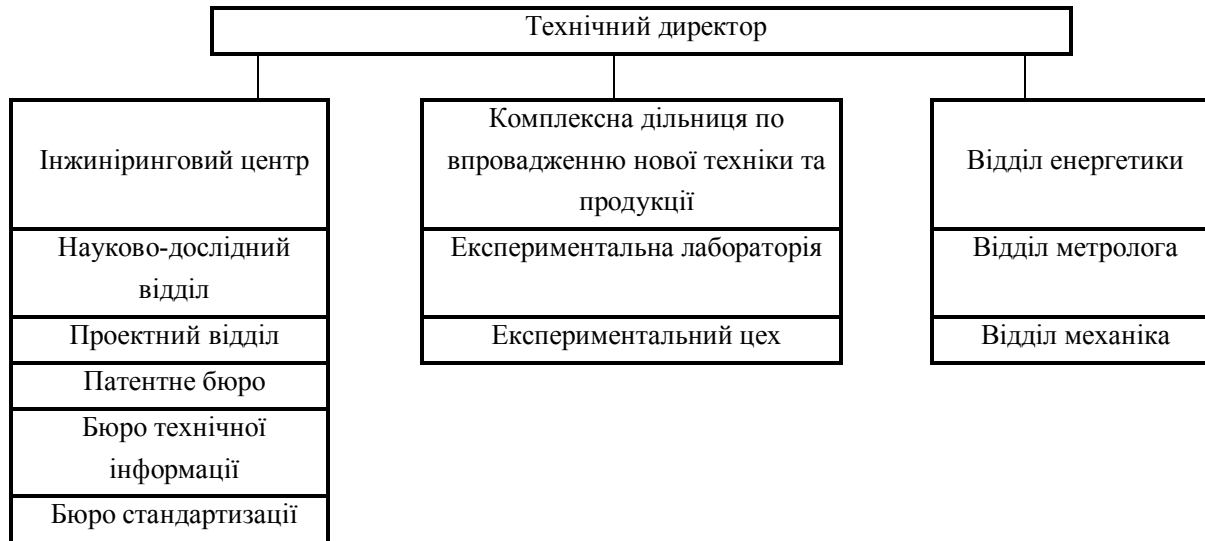 Технічний директор
Інжиніринговий центр
Науково-дослідний
відділ
Проектний відділ
Патентне бюро
Бюро технічної
інформації
Бюро стандартизації
Комплексна дільниця по
впровадженню нової техніки та
продукції
Експериментальна лабораторія
Експериментальний цех
Відділ енергетики
Відділ метролога
Відділ механіка